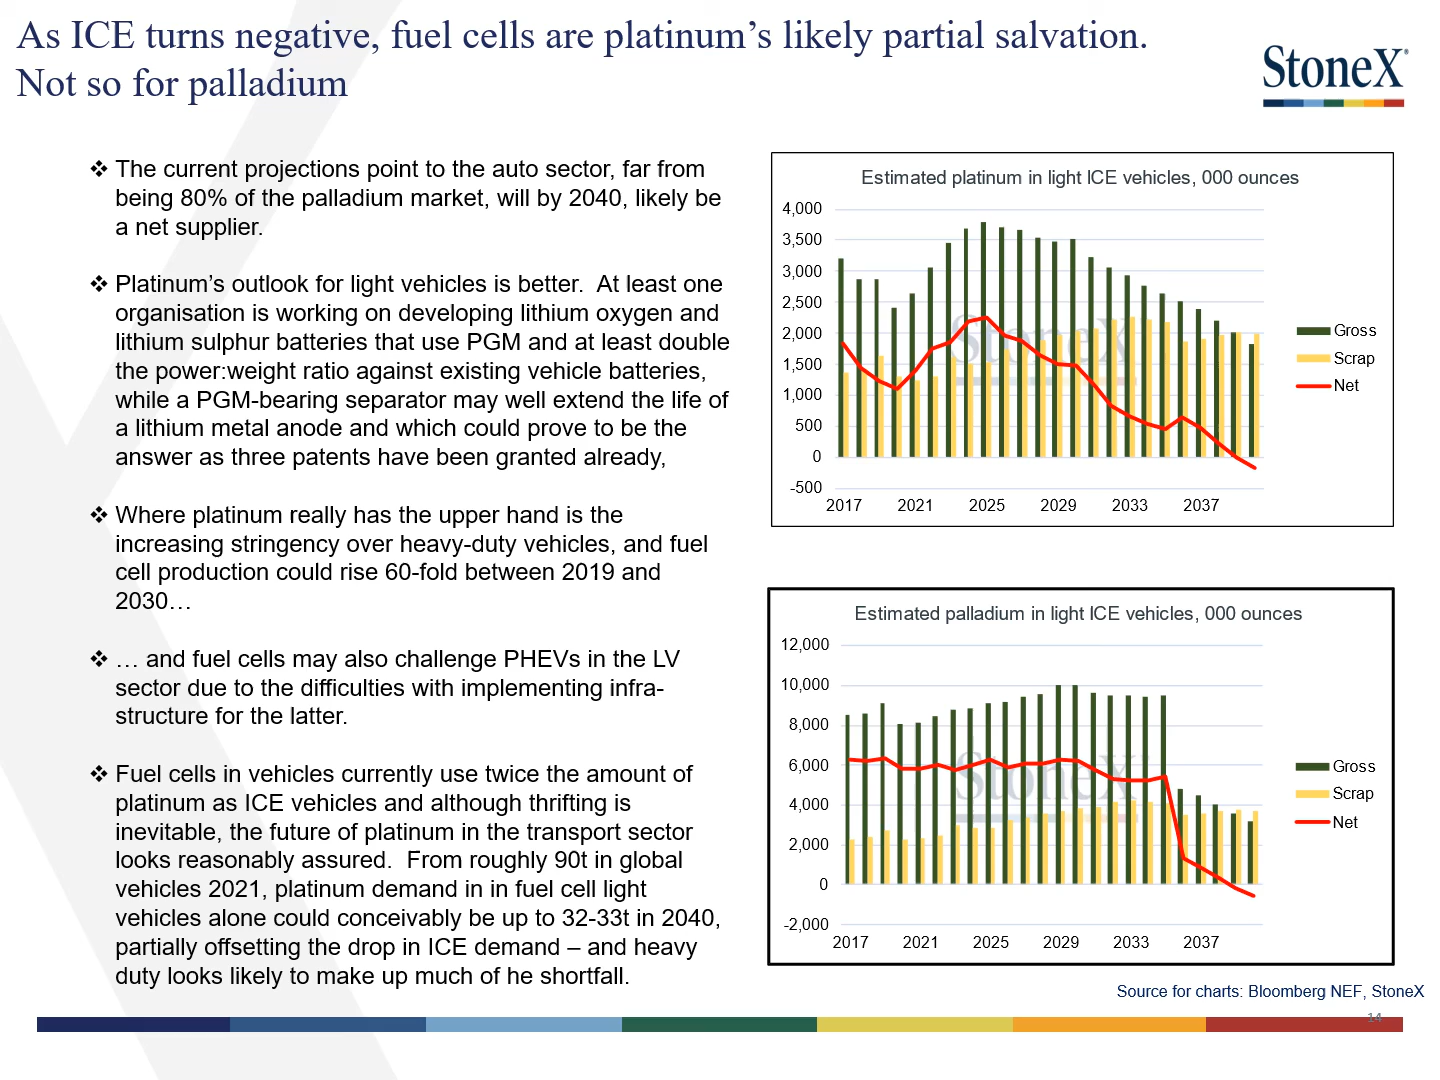 As ICE turns negative, fuel cells are platinum’s likely partial salvation.
Not so for palladium
StoneX®
❖ The current projections point to the auto sector, far from
being 80% of the palladium market, will by 2040, likely be
a net supplier.
❖ Platinum’s outlook for light vehicles is better.  At least one
organisation is working on developing lithium oxygen and
lithium sulphur batteries that use PGM and at least double
the power:weight ratio against existing vehicle batteries,
while a PGM-bearing separator may well extend the life of
a lithium metal anode and which could prove to be the
answer as three patents have been granted already,
❖ Where platinum really has the upper hand is the
increasing stringency over heavy-duty vehicles, and fuel
cell production could rise 60-fold between 2019 and
2030…
❖ … and fuel cells may also challenge PHEVs in the LV
sector due to the difficulties with implementing infra-
structure for the latter.
❖ Fuel cells in vehicles currently use twice the amount of
platinum as ICE vehicles and although thrifting is
inevitable, the future of platinum in the transport sector
looks reasonably assured.  From roughly 90t in global
vehicles 2021, platinum demand in in fuel cell light
vehicles alone could conceivably be up to 32-33t in 2040,
partially offsetting the drop in ICE demand – and heavy
duty looks likely to make up much of he shortfall.
Estimated platinum in light ICE vehicles, 000 ounces
4,000
3,500
3,000
2,500
2,000
1,500
1,000
500
0
-500
2017 2021 2025 2029 2033 2037
StoneX
Gross
Scrap
Net
Estimated palladium in light ICE vehicles, 000 ounces
12,000
10,000
8,000
6,000
4,000
2,000
0
-2,000
2017 2021 2025 2029 2033 2037
StoneX
Gross
Scrap
Net
Source for charts: Bloomberg NEF, StoneX
14